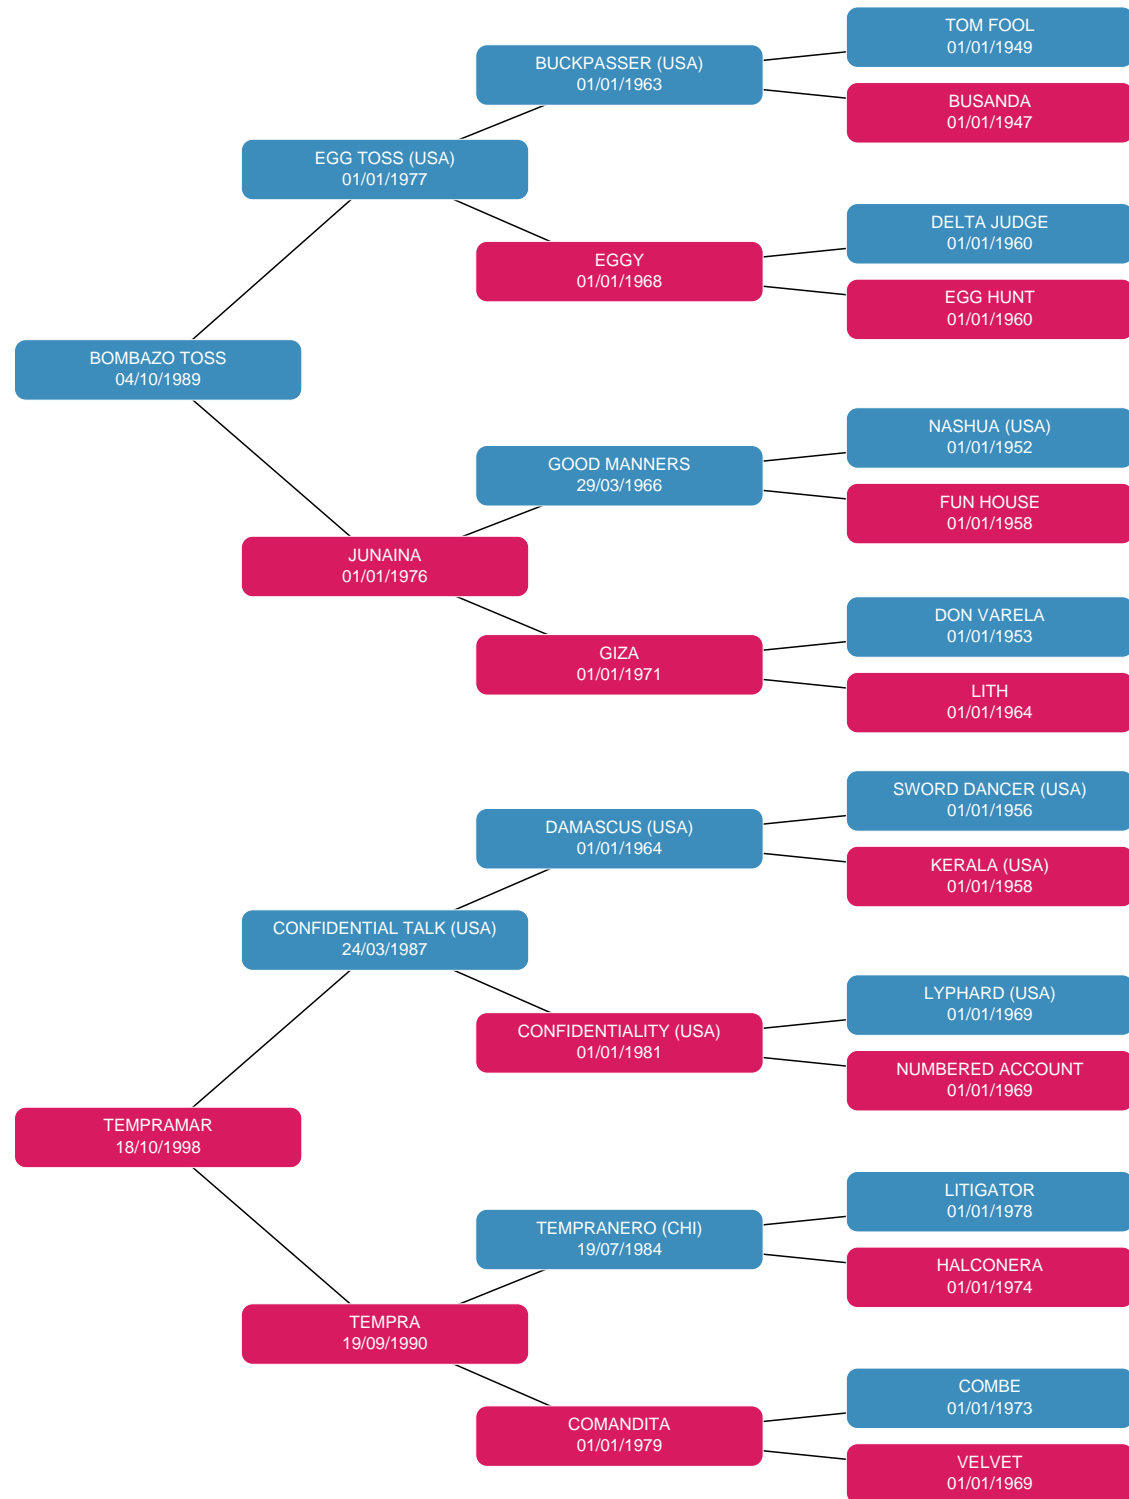 TOM FOOL
01/01/1949
BUCKPASSER (USA)
01/01/1963
BUSANDA
01/01/1947
EGG TOSS (USA)
01/01/1977
DELTA JUDGE
01/01/1960
EGGY
01/01/1968
EGG HUNT
01/01/1960
BOMBAZO TOSS
04/10/1989
NASHUA (USA)
01/01/1952
GOOD MANNERS
29/03/1966
FUN HOUSE
01/01/1958
JUNAINA
01/01/1976
DON VARELA
01/01/1953
GIZA
01/01/1971
LITH
01/01/1964
SWORD DANCER (USA)
01/01/1956
DAMASCUS (USA)
01/01/1964
KERALA (USA)
01/01/1958
CONFIDENTIAL TALK (USA)
24/03/1987
LYPHARD (USA)
01/01/1969
CONFIDENTIALITY (USA)
01/01/1981
NUMBERED ACCOUNT
01/01/1969
TEMPRAMAR
18/10/1998
LITIGATOR
01/01/1978
TEMPRANERO (CHI)
19/07/1984
HALCONERA
01/01/1974
TEMPRA
19/09/1990
COMBE
01/01/1973
COMANDITA
01/01/1979
VELVET
01/01/1969